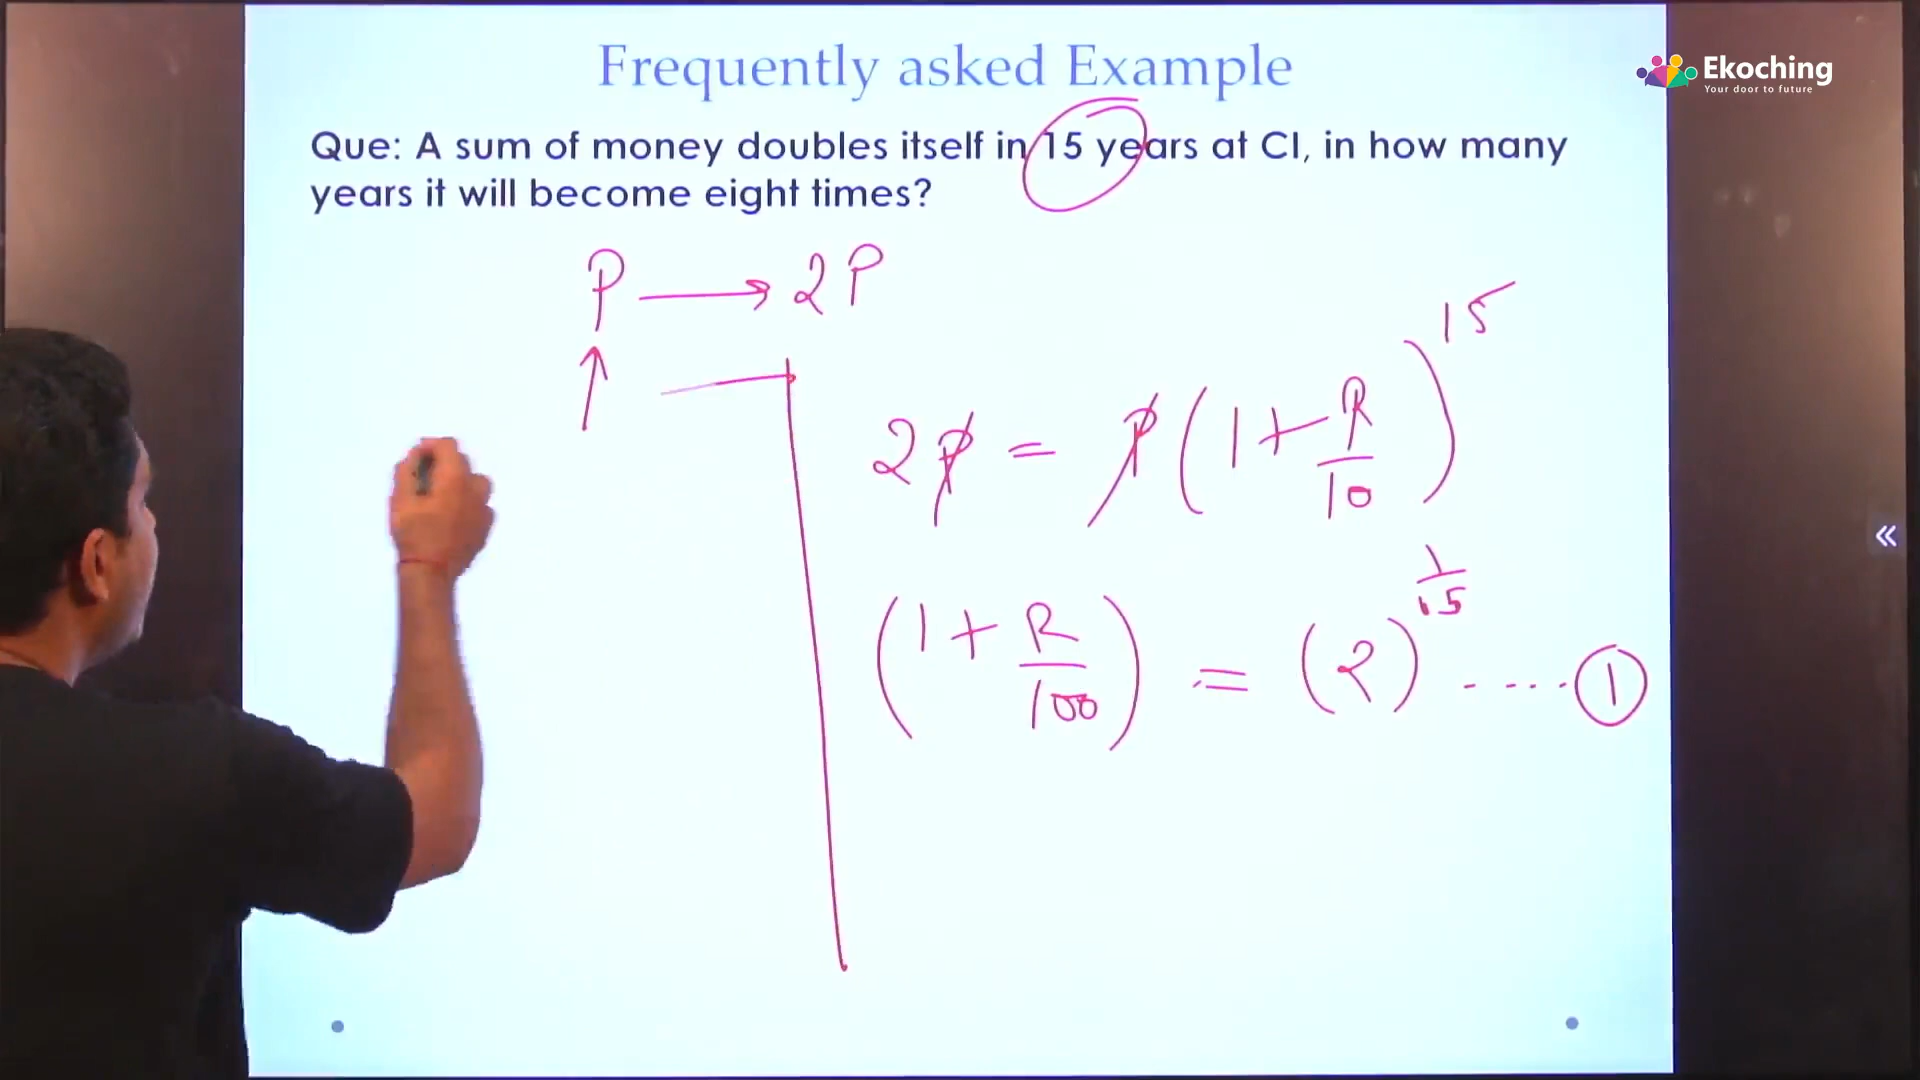 Frequently asked Example
Ekoching
Your door to future
Que: A sum of money doubles itself in 15 years at CI, in how many
years it will become eight times?
P → 2P
2P = P(1+R/10)^15
(1+R/100) = (2)^1/15 ..... 1